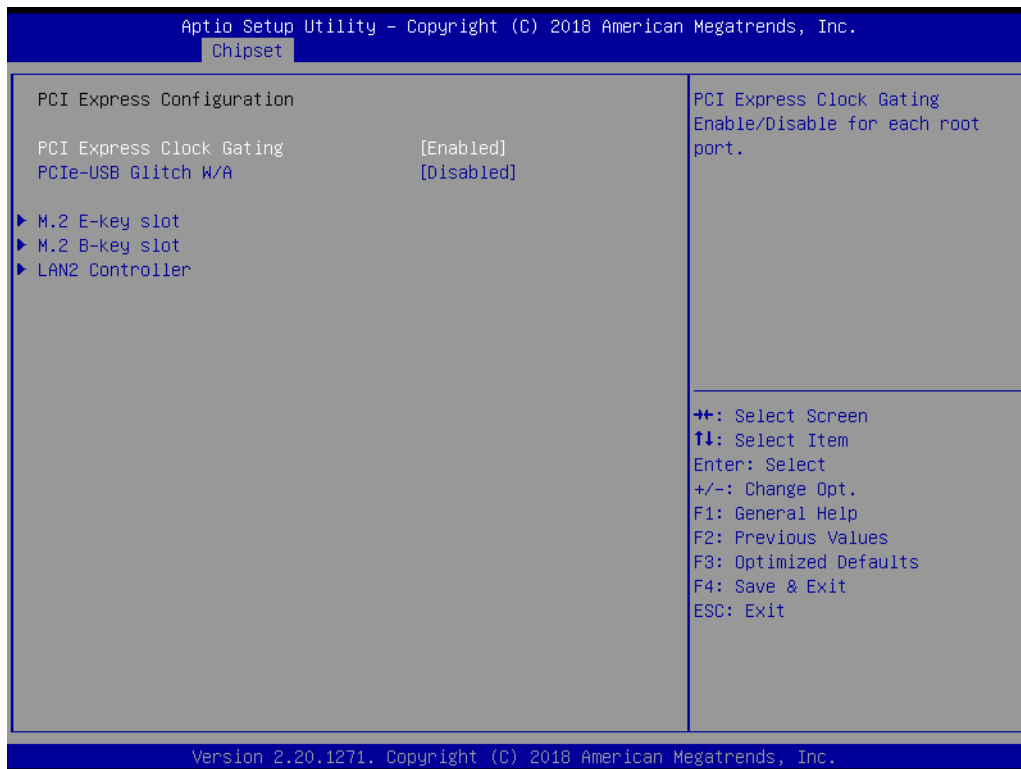 Aptio Setup Utility – Copyright (C) 2018 American Megatrends, Inc.
Chipset
PCI Express Configuration
PCI Express Clock Gating [Enabled]
PCIe-USB Glitch W/A [Disabled]
M.2 E-key slot
M.2 B-key slot
LAN2 Controller
PCI Express Clock Gating
Enable/Disable for each root
port.
→←: Select Screen
↑↓: Select Item
Enter: Select
+/-: Change Opt.
F1: General Help
F2: Previous Values
F3: Optimized Defaults
F4: Save & Exit
ESC: Exit
Version 2.20.1271. Copyright (C) 2018 American Megatrends, Inc.